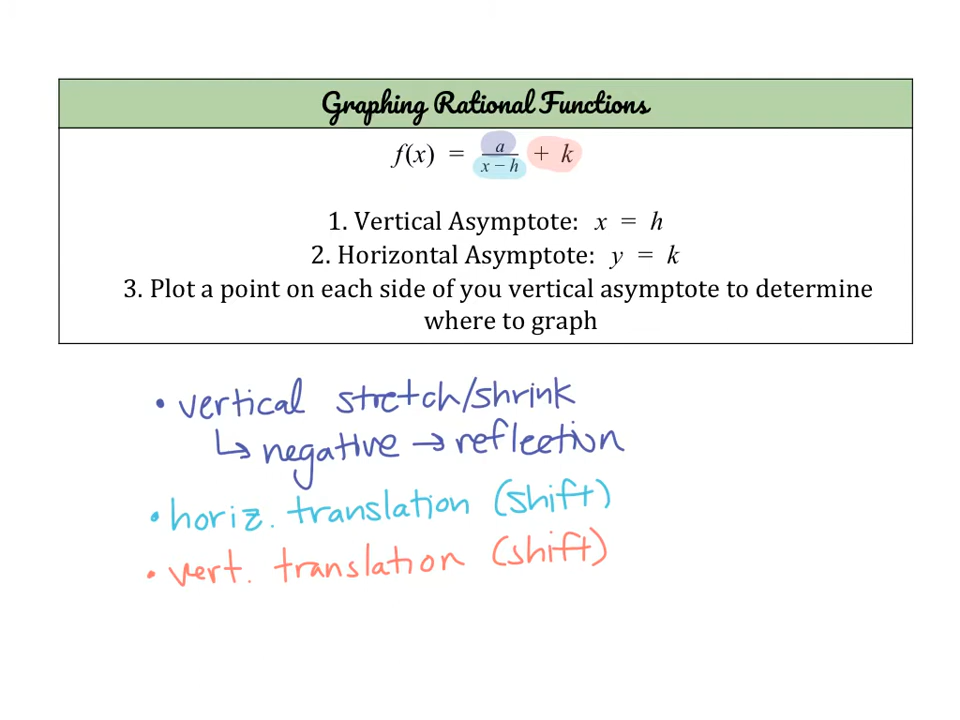 Graphing Rational Functions
f(x) = a/(x − h) + k
1. Vertical Asymptote: x = h
2. Horizontal Asymptote: y = k
3. Plot a point on each side of you vertical asymptote to determine
where to graph
• vertical stretch/shrink
↳ negative → reflection
• horiz. translation (shift)
• vert. translation (shift)